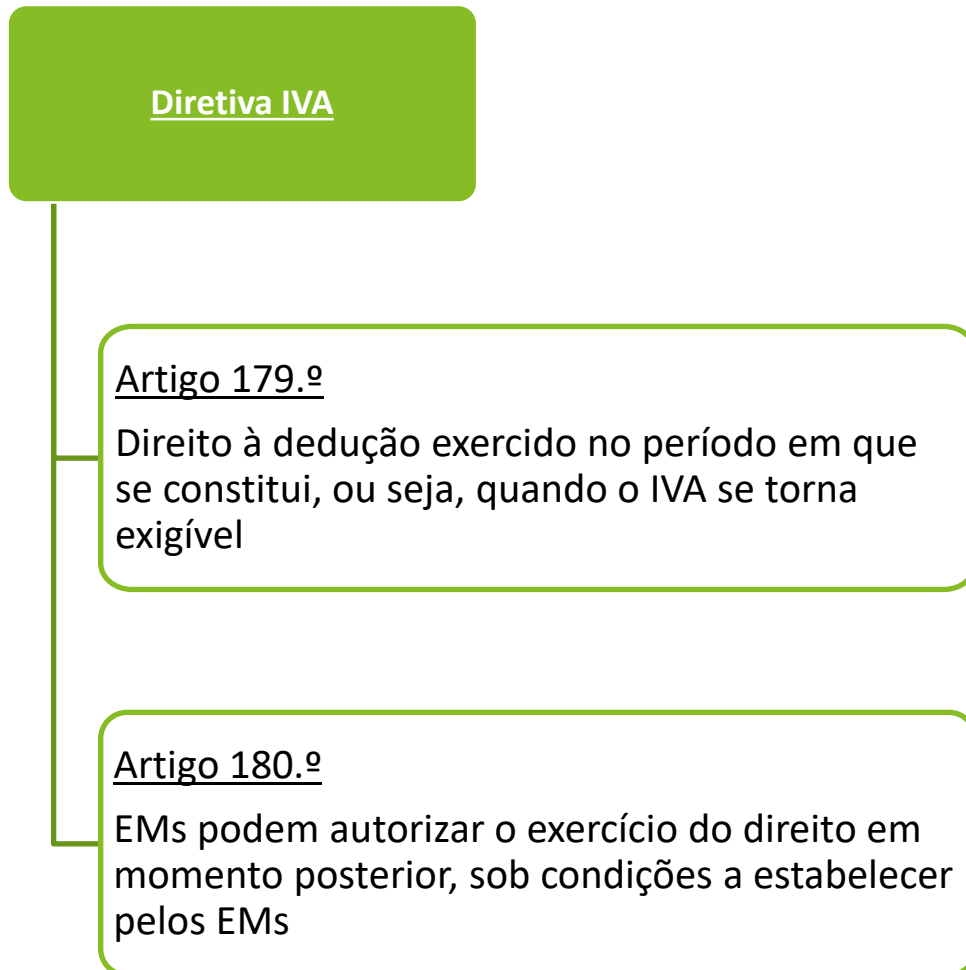 Diretiva IVA
Artigo 179.º
Direito à dedução exercido no período em que
se constitui, ou seja, quando o IVA se torna
exigível
Artigo 180.º
EMs podem autorizar o exercício do direito em
momento posterior, sob condições a estabelecer
pelos EMs